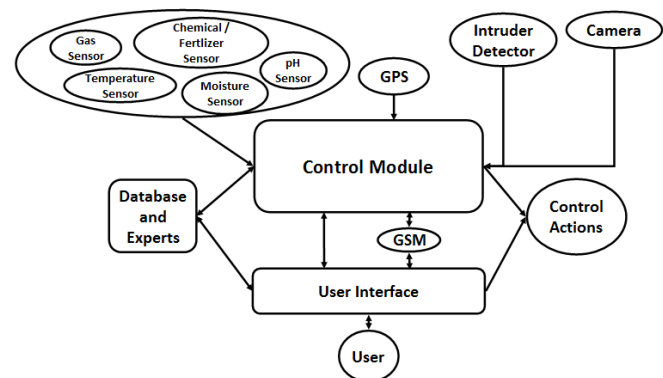 Gas
Sensor
Chemical /
Fertlizer
Sensor
pH
Sensor
Temperature
Sensor
Moisture
Sensor
GPS
Intruder
Detector
Camera
Control Module
Database
and
Experts
GSM
Control
Actions
User Interface
User